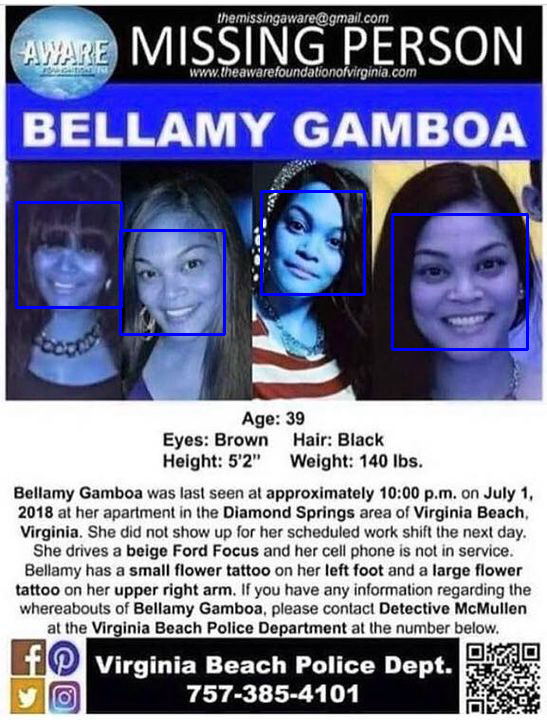 themissingaware@gmail.com
AWARE
FOUNDATION
MISSING PERSON
www.theawarefoundationofvirginia.com
BELLAMY GAMBOA
Age: 39
Eyes: Brown Hair: Black
Height: 5'2” Weight: 140 lbs.
Bellamy Gamboa was last seen at approximately 10:00 p.m. on July 1,
2018 at her apartment in the Diamond Springs area of Virginia Beach,
Virginia. She did not show up for her scheduled work shift the next day.
She drives a beige Ford Focus and her cell phone is not in service.
Bellamy has a small flower tattoo on her left foot and a large flower
tattoo on her upper right arm. If you have any information regarding the
whereabouts of Bellamy Gamboa, please contact Detective McMullen
at the Virginia Beach Police Department at the number below.
Virginia Beach Police Dept.
757-385-4101